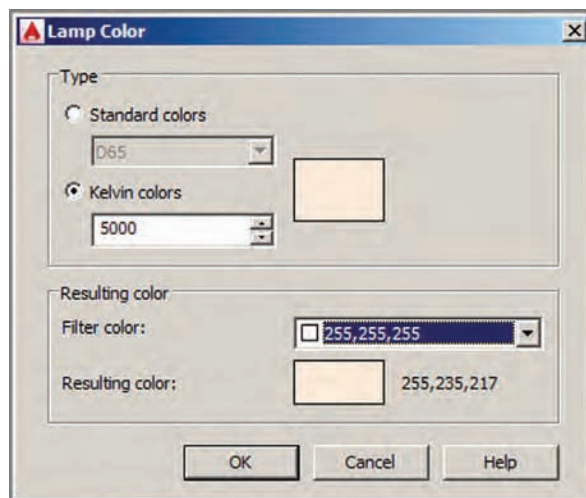 Lamp Color
Type
Standard colors
D65
Kelvin colors
5000
Resulting color
Filter color:
255,255,255
Resulting color:
255,235,217
OK
Cancel
Help